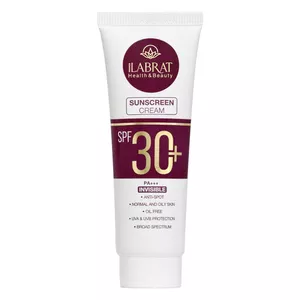 ILABRAT
Health&Beauty
SUNSCREEN
CREAM
SPF 30+
PA+++
INVISIBLE
• ANTI-SPOT
• NORMAL AND OILY SKIN
• OIL FREE
• UVA & UVB PROTECTION
• BROAD SPECTRUM